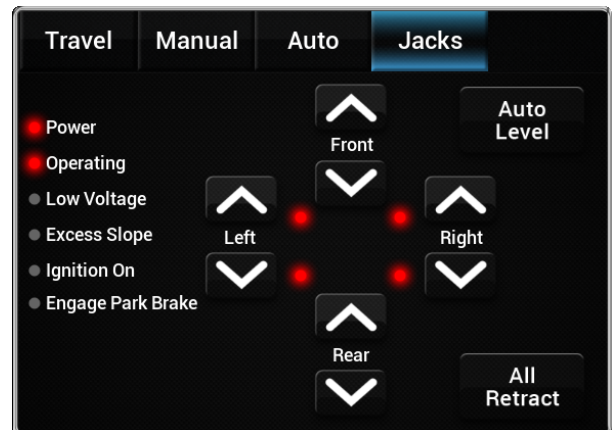 Travel Manual Auto Jacks
Power
Operating
Low Voltage
Excess Slope
Ignition On
Engage Park Brake
Front
Left
Right
Rear
Auto
Level
All
Retract